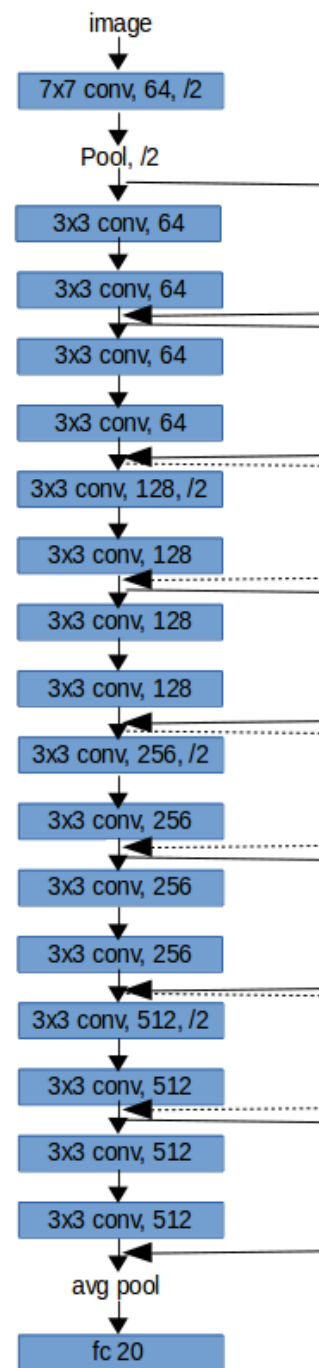 image
7x7 conv, 64, /2
Pool, /2
3x3 conv, 64
3x3 conv, 64
3x3 conv, 64
3x3 conv, 64
3x3 conv, 128, /2
3x3 conv, 128
3x3 conv, 128
3x3 conv, 128
3x3 conv, 256, /2
3x3 conv, 256
3x3 conv, 256
3x3 conv, 256
3x3 conv, 512, /2
3x3 conv, 512
3x3 conv, 512
3x3 conv, 512
avg pool
fc 20